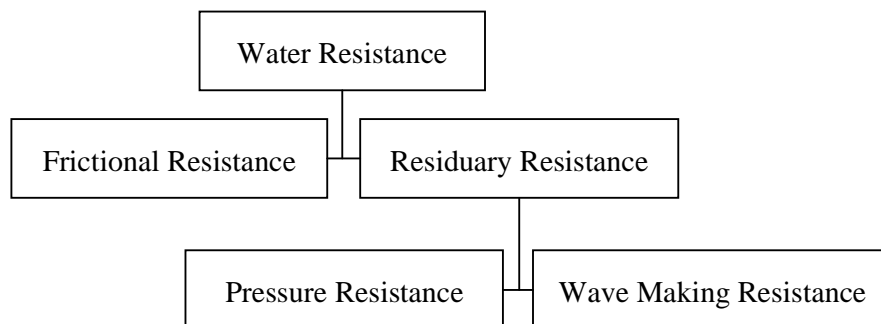 Water Resistance
Frictional Resistance
Residuary Resistance
Pressure Resistance
Wave Making Resistance